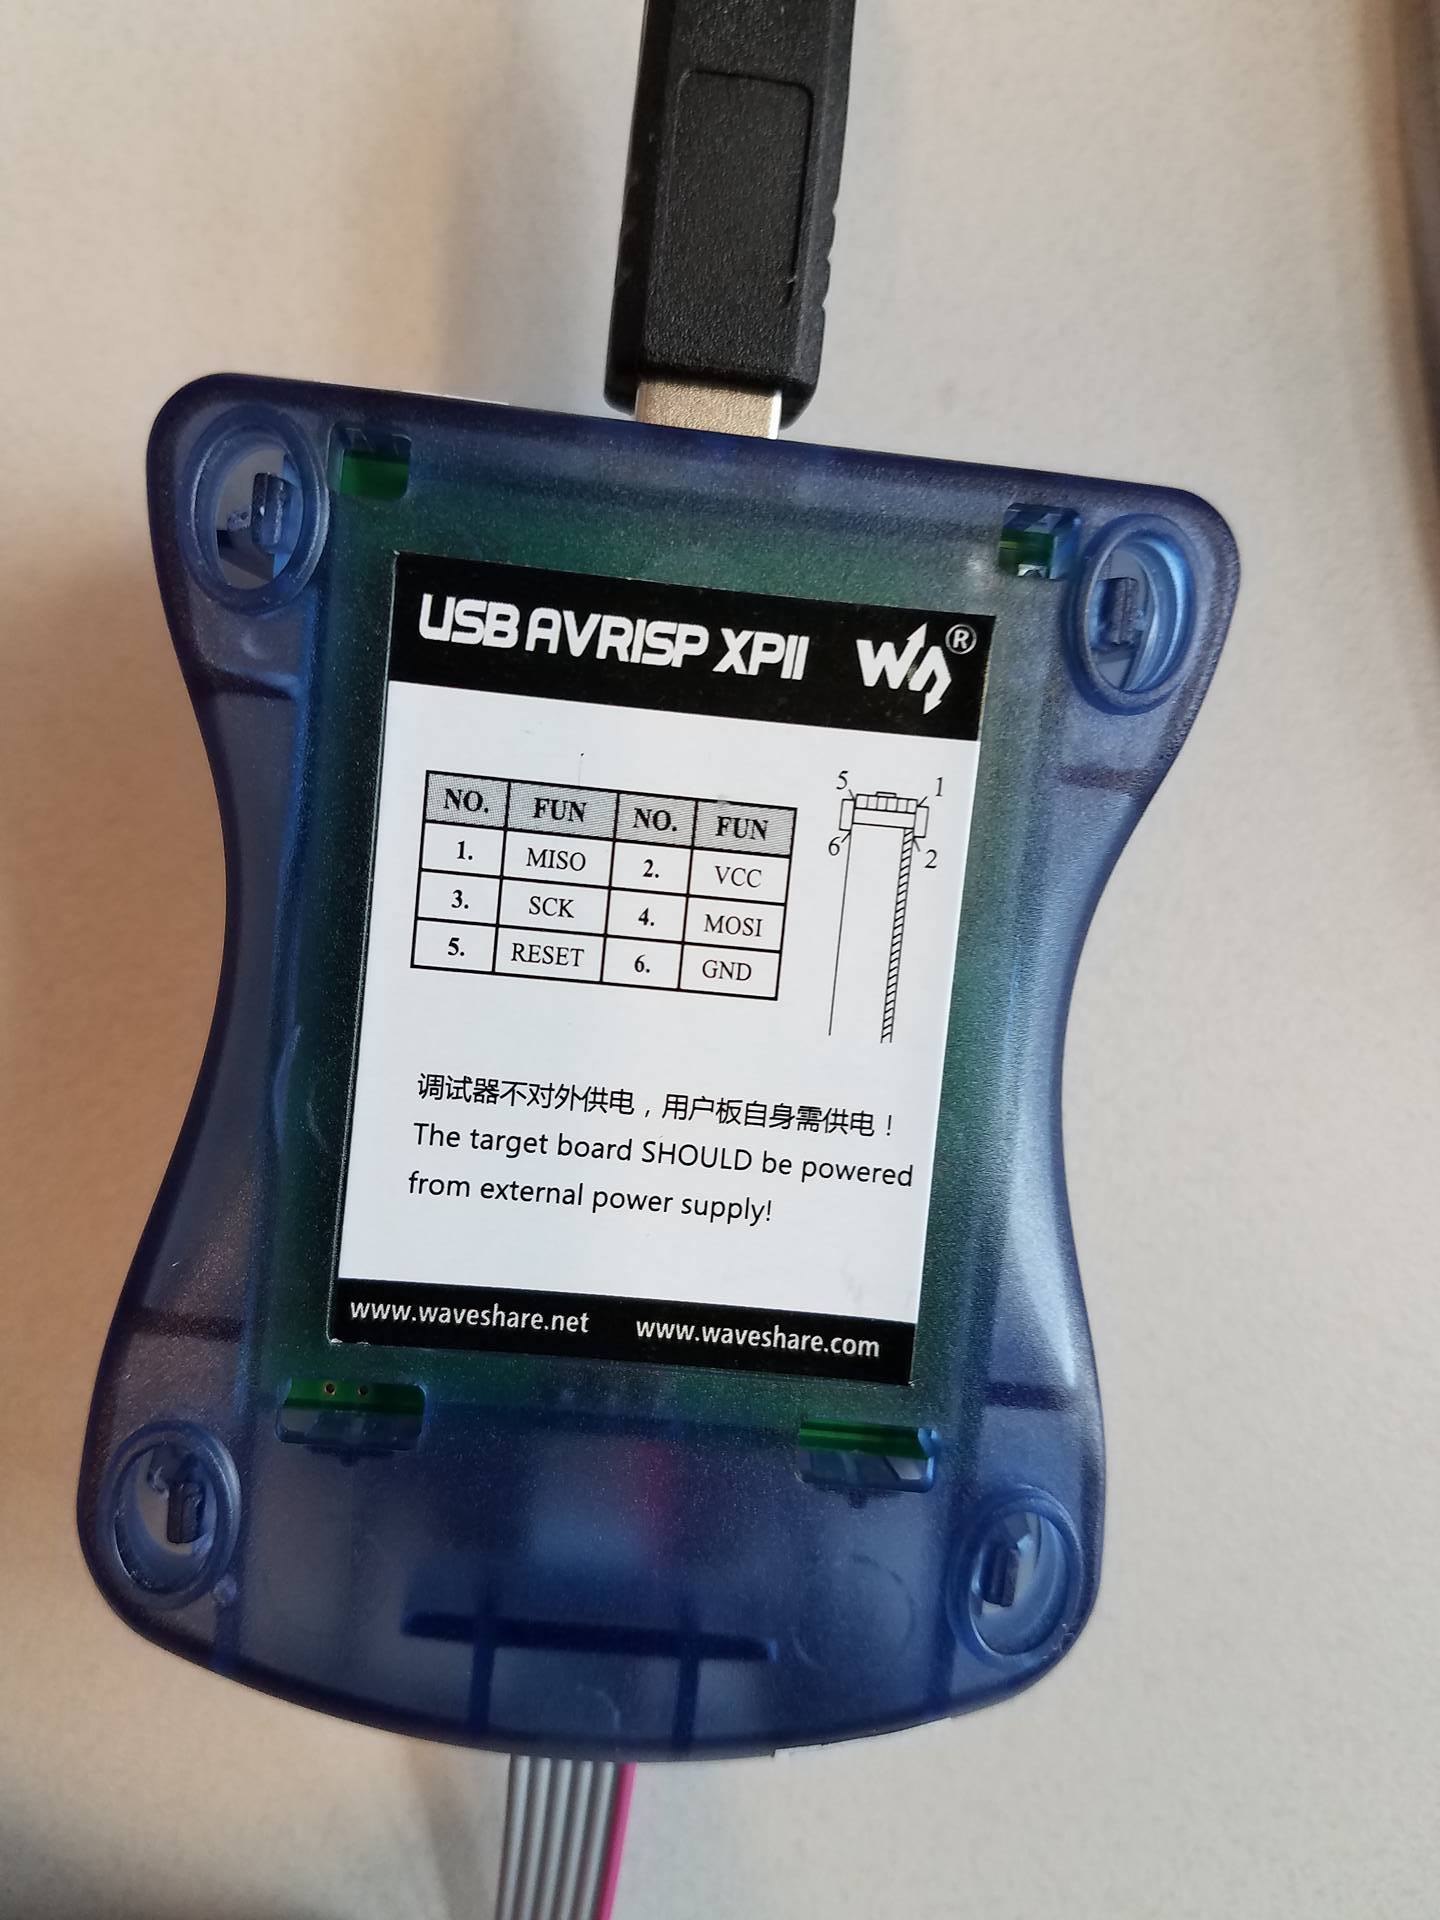 USB AVRISP XPII W ®
NO. FUN NO. FUN 5 1
1. MISO 2. VCC 6 2
3. SCK 4. MOSI
5. RESET 6. GND
调试器不对外供电，用户板自身需供电！
The target board SHOULD be powered
from external power supply!
www.waveshare.net www.waveshare.com